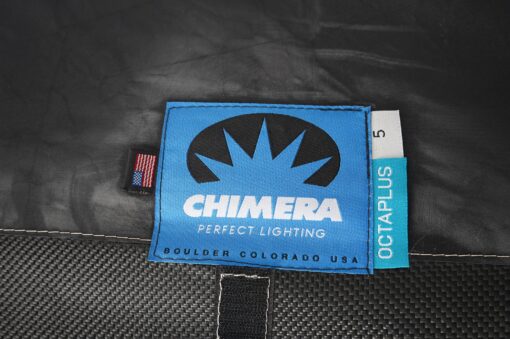 CHIMERA
PERFECT LIGHTING
BOULDER COLORADO USA
5
OCTAPLUS